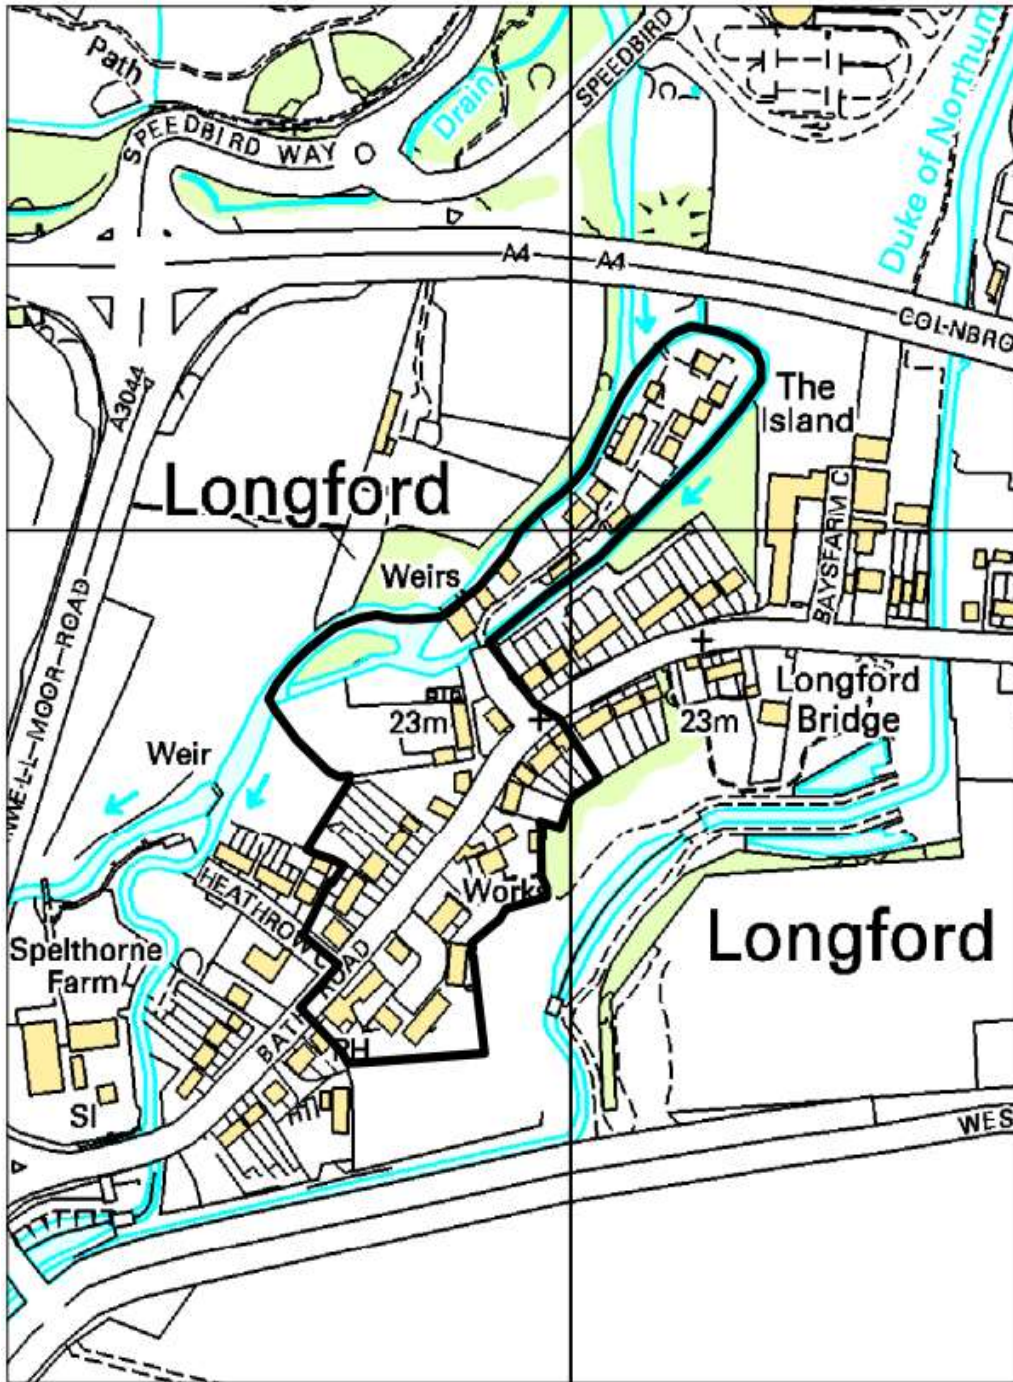 Path
SPEEDBIRD WAY
Drain
SPEEDBIRD
Duke of Northum
A4
A4
COLNBRO
A3044
The
Island
Longford
BAYSFARM C
Weirs
Longford
Bridge
23m
23m
Weir
HEATHROW C
Works
Longford
Spelthorne
Farm
ROAD
BATH
PH
SI
WES